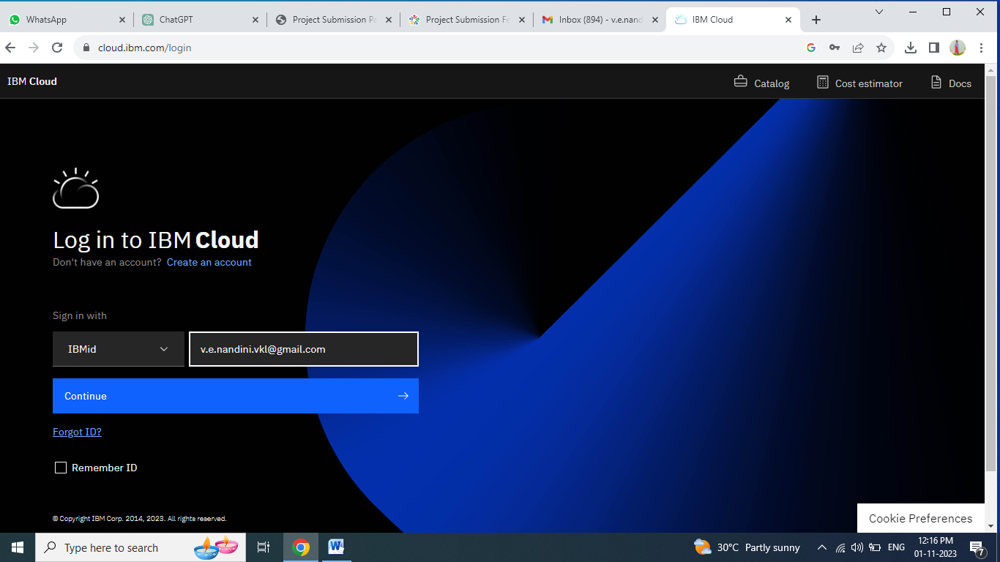 WhatsApp
ChatGPT
Project Submission Pa
Project Submission Fo
Inbox (894) - v.e.nand
IBM Cloud
cloud.ibm.com/login
IBM Cloud
Catalog
Cost estimator
Docs
Log in to IBM Cloud
Don't have an account? Create an account
Sign in with
IBMid
v.e.nandini.vkl@gmail.com
Continue
Forgot ID?
Remember ID
© Copyright IBM Corp. 2014, 2023. All rights reserved.
Cookie Preferences
Type here to search
30°C Partly sunny
ENG
12:16 PM
01-11-2023
7